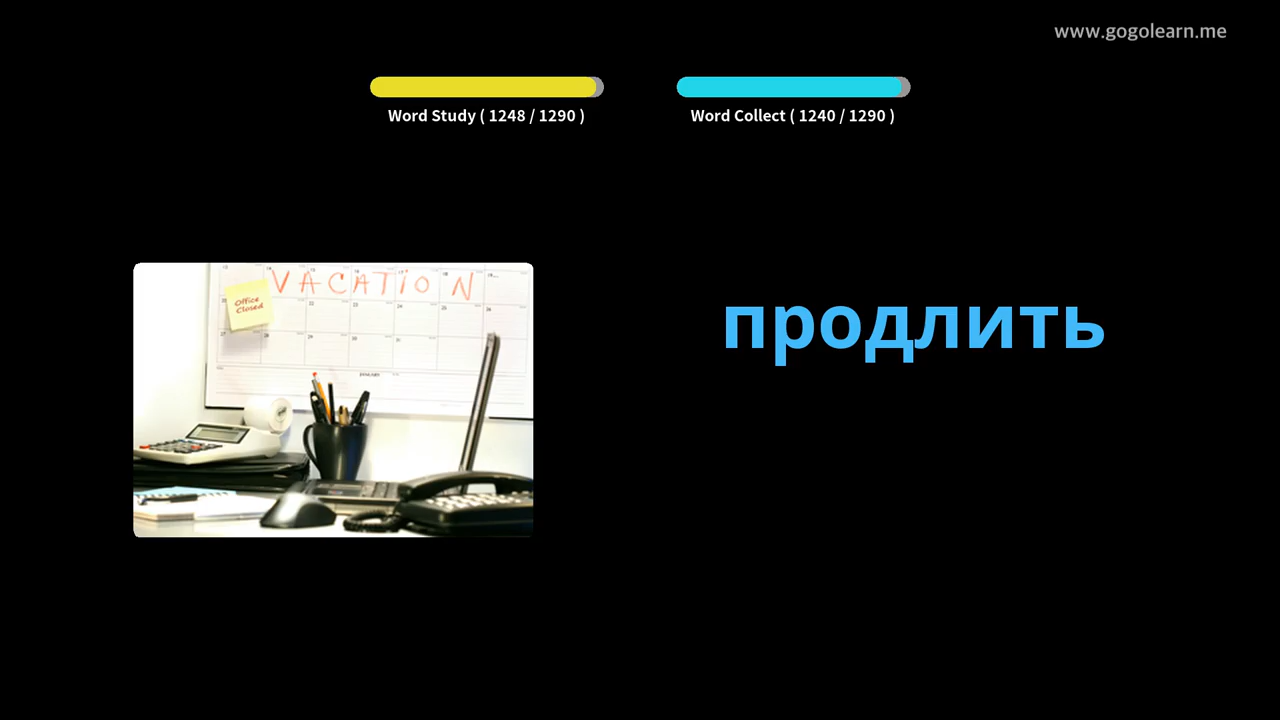 www.gogolearn.me
Word Study ( 1248 / 1290 )
Word Collect ( 1240 / 1290 )
VACATION
Office
Closed
продлить